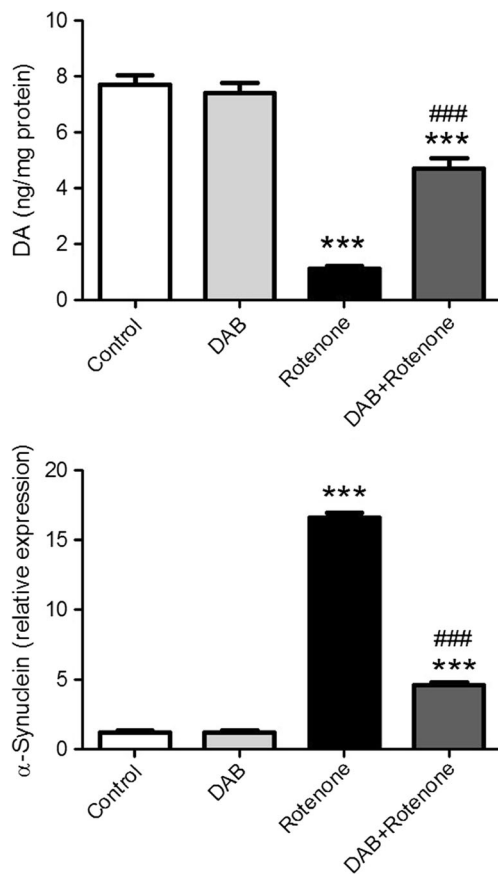 DA (ng/mg protein)
10
8
6
4
2
0
***
###
***
Control
DAB
Rotenone
DAB+Rotenone
α-Synuclein (relative expression)
20
15
10
5
0
***
###
***
Control
DAB
Rotenone
DAB+Rotenone